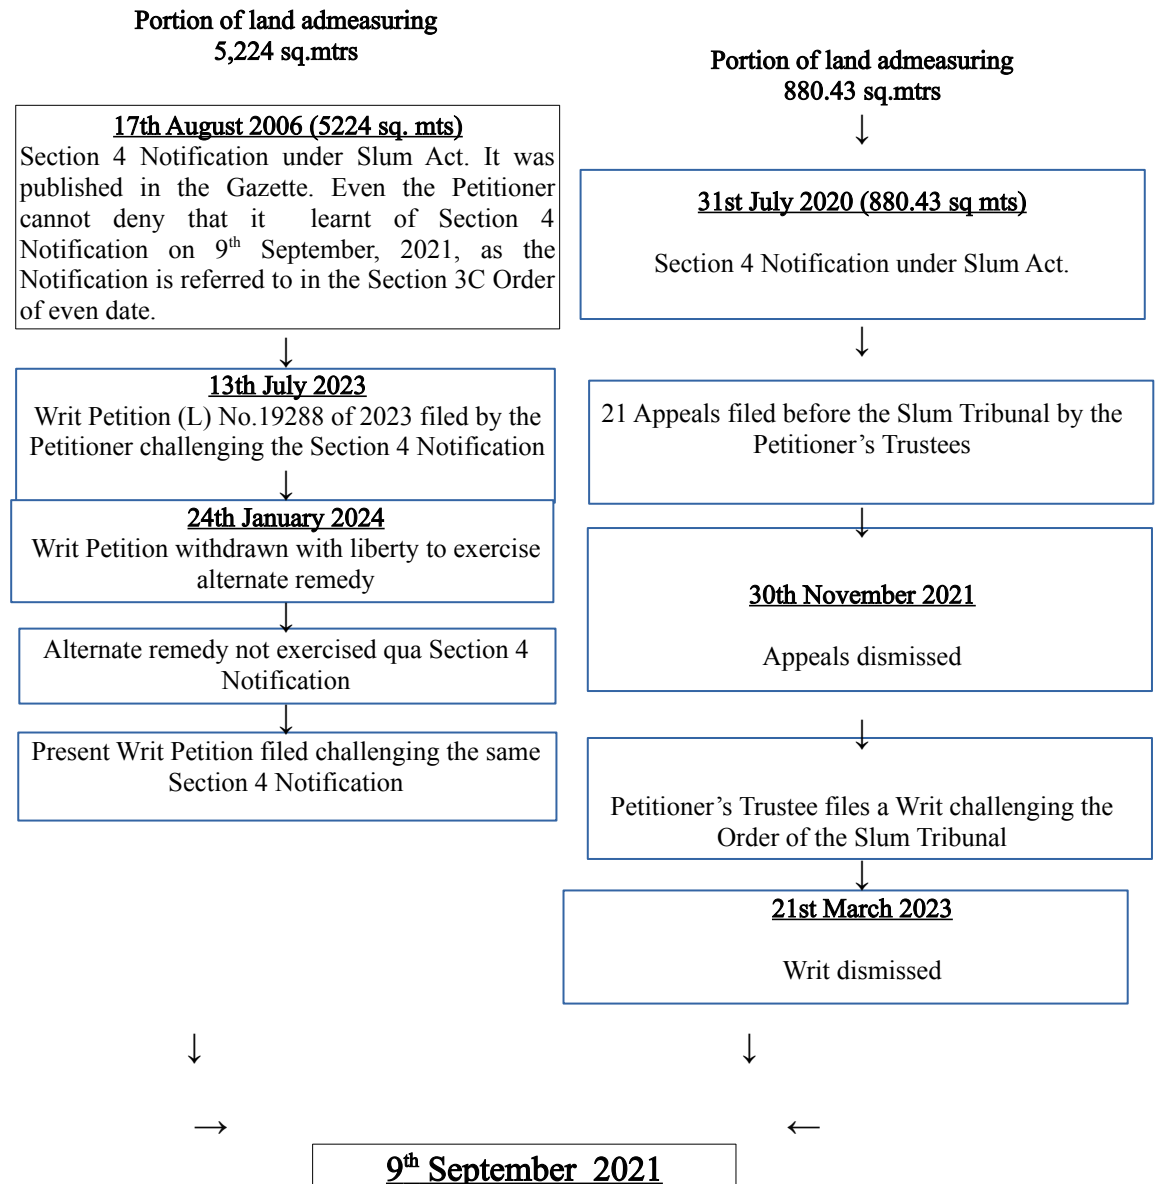 Portion of land admeasuring
5,224 sq.mtrs
17th August 2006 (5224 sq. mts)
Section 4 Notification under Slum Act. It was
published in the Gazette. Even the Petitioner
cannot deny that it learnt of Section 4
Notification on 9th September, 2021, as the
Notification is referred to in the Section 3C Order
of even date.
↓
13th July 2023
Writ Petition (L) No.19288 of 2023 filed by the
Petitioner challenging the Section 4 Notification
↓
24th January 2024
Writ Petition withdrawn with liberty to exercise
alternate remedy
↓
Alternate remedy not exercised qua Section 4
Notification
↓
Present Writ Petition filed challenging the same
Section 4 Notification
Portion of land admeasuring
880.43 sq.mtrs
↓
31st July 2020 (880.43 sq mts)
Section 4 Notification under Slum Act.
↓
21 Appeals filed before the Slum Tribunal by the
Petitioner’s Trustees
↓
30th November 2021
Appeals dismissed
↓
Petitioner’s Trustee files a Writ challenging the
Order of the Slum Tribunal
↓
21st March 2023
Writ dismissed
↓ ↓
→ ←
9th September 2021